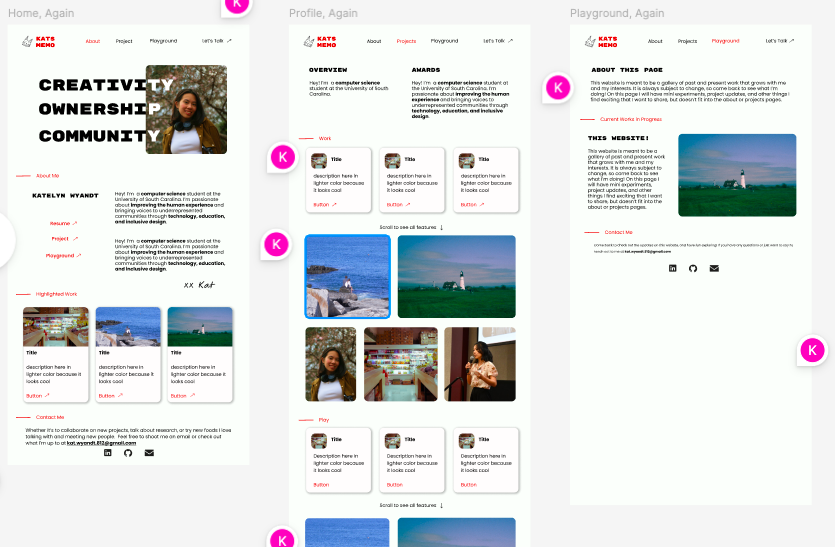 Home, Again
KATS
MEMO
About
Project
Playground
Let's Talk
CREATIVITY
OWNERSHIP
COMMUNITY
About Me
KATELYN WYANDT
Resume
Project
Playground
Hey! I'm a computer science student at the
University of South Carolina. I'm passionate
about improving the human experience and
bringing voices to underrepresented
communities through technology, education,
and inclusive design.
Hey! I'm a computer science student at the
University of South Carolina. I'm passionate
about improving the human experience and
bringing voices to underrepresented
communities through technology, education,
and inclusive design.
xx Kat
Highlighted Work
Title
description here in
lighter color because it
looks cool
Button
Title
description here in
lighter color because it
looks cool
Button
Title
description here in
lighter color because it
looks cool
Button
Contact Me
Whether it's to collaborate on new projects, talk about research, or try new foods I love
talking with and meeting new people. Feel free to shoot me an email or check out
what I'm up to at kat.wyandt.812@gmail.com
Profile, Again
KATS
MEMO
About
Projects
Playground
Let's Talk
OVERVIEW
Hey! I'm a computer science
student at the University of South
Carolina.
AWARDS
Hey! I'm a computer science student at
the University of South Carolina. I'm
passionate about improving the human
experience and bringing voices to
underrepresented communities through
technology, education, and inclusive
design.
Work
Title
description here in
lighter color because
it looks cool
Button
Title
description here in
lighter color because
it looks cool
Button
Title
description here in
lighter color because
it looks cool
Button
Scroll to see all features
Play
Title
Description here in
lighter color because
it looks cool
Button
Title
Description here in
lighter color because
it looks cool
Button
Title
Description here in
lighter color because
it looks cool
Button
Scroll to see all features
Playground, Again
KATS
MEMO
About
Projects
Playground
Let's Talk
ABOUT THIS PAGE
This website is meant to be a gallery of past and present work that grows with me
and my interests. It is always subject to change, so come back to see what I'm
doing! On this page I will have mini experiments, project updates, and other things I
find exciting that I want to share, but doesn't fit into the about or projects pages.
Current Works in Progress
THIS WEBSITE!
This website is meant to be a
gallery of past and present work
that grows with me and my
interests. It is always subject to
change, so come back to see
what I'm doing! On this page I
will have mini experiments,
project updates, and other
things I find exciting that I want
to share, but doesn't fit into the
about or projects pages.
Contact Me
kat.wyandt.812@gmail.com
K
K
K
K
K
K